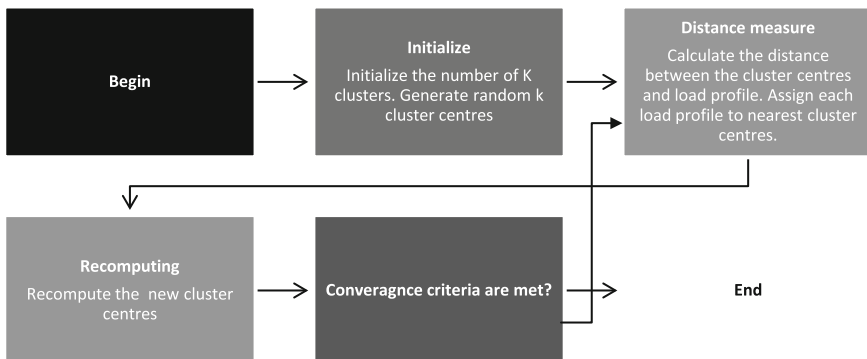 Begin
Initialize
Initialize the number of K
clusters. Generate random k
cluster centres
Distance measure
Calculate the distance
between the cluster centres
and load profile. Assign each
load profile to nearest cluster
centres.
Recomputing
Recompute the new cluster
centres
Converagnce criteria are met?
End